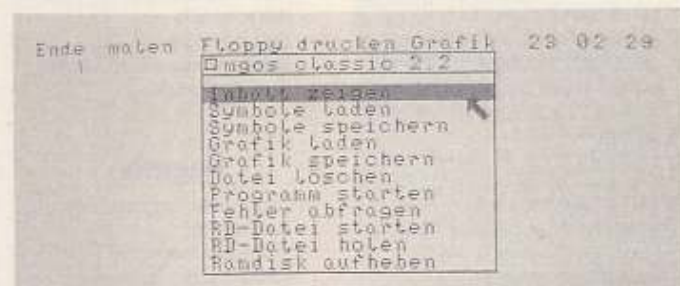 Ende malen Floppy drucken Grafik 23 02 29
mgos classic 2.2
Inhalt zeigen
Symbole laden
Symbole speichern
Grafik laden
Grafik speichern
Datei löschen
Programm starten
Fehler abfragen
RD-Datei starten
RD-Datei holen
Ramdisk aufheben